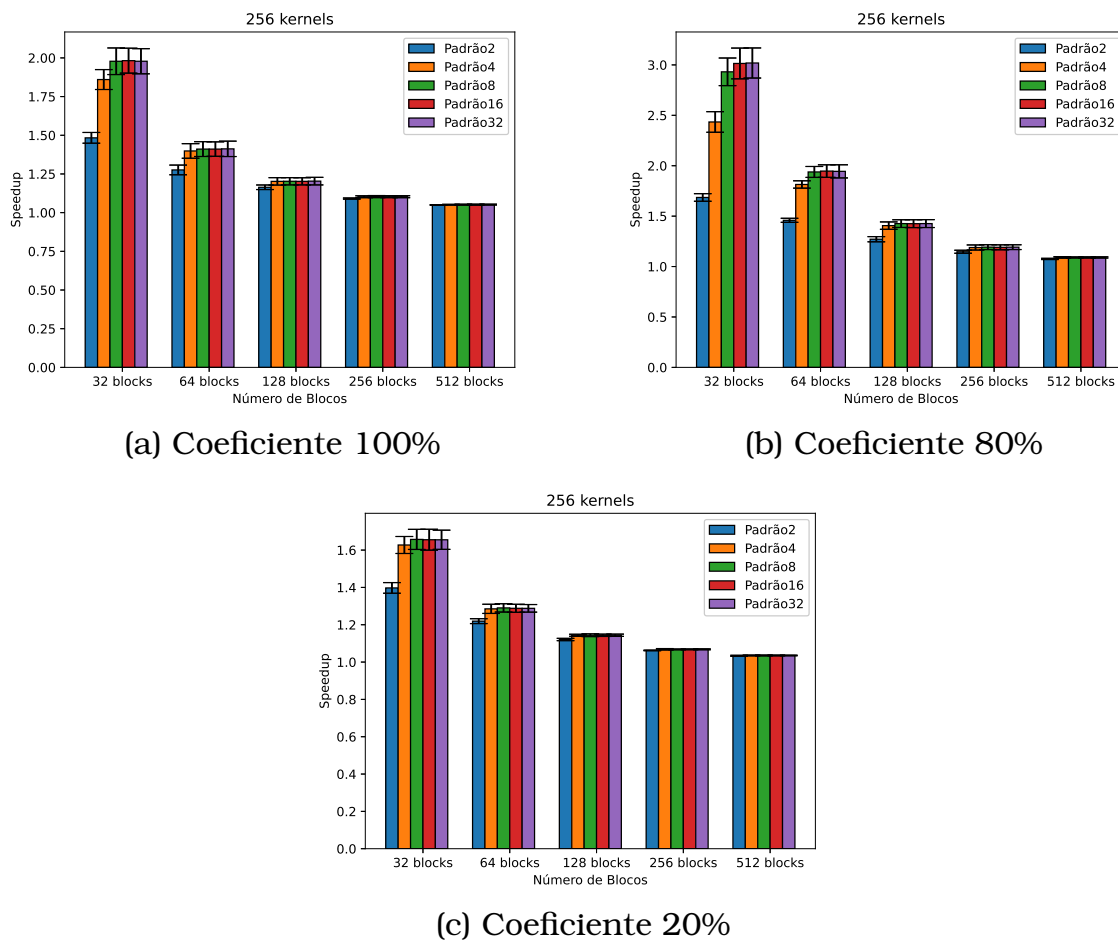 256 kernels
2.00
1.75
1.50
1.25
1.00
0.75
0.50
0.25
0.00
Speedup
Padrão2
Padrão4
Padrão8
Padrão16
Padrão32
32 blocks 64 blocks 128 blocks 256 blocks 512 blocks
Número de Blocos
(a) Coeficiente 100%
256 kernels
3.0
2.5
2.0
1.5
1.0
0.5
0.0
Speedup
Padrão2
Padrão4
Padrão8
Padrão16
Padrão32
32 blocks 64 blocks 128 blocks 256 blocks 512 blocks
Número de Blocos
(b) Coeficiente 80%
256 kernels
1.6
1.4
1.2
1.0
0.8
0.6
0.4
0.2
0.0
Speedup
Padrão2
Padrão4
Padrão8
Padrão16
Padrão32
32 blocks 64 blocks 128 blocks 256 blocks 512 blocks
Número de Blocos
(c) Coeficiente 20%